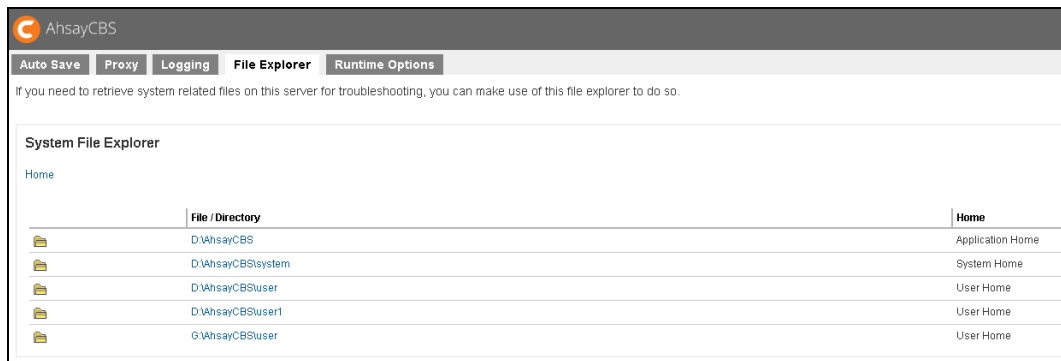 AhsayCBS
Auto Save Proxy Logging File Explorer Runtime Options
If you need to retrieve system related files on this server for troubleshooting, you can make use of this file explorer to do so.
System File Explorer
Home
File / Directory Home
D:\AhsayCBS Application Home
D:\AhsayCBS\system System Home
D:\AhsayCBS\user User Home
D:\AhsayCBS\user1 User Home
G:\AhsayCBS\user User Home